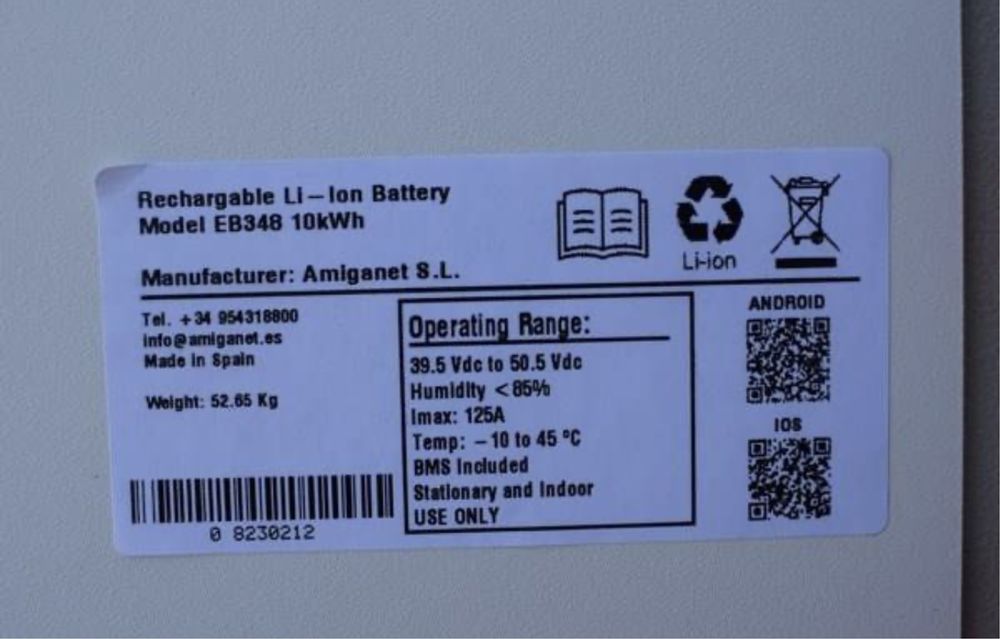 Rechargable Li-Ion Battery
Model EB348 10kWh
Manufacturer: Amiganet S.L.
Li-ion
Tel. +34 954318800
info@amiganet.es
Made in Spain
Weight: 52.65 Kg
0 8230212
Operating Range:
39.5 Vdc to 50.5 Vdc
Humidity <85%
Imax: 125A
Temp: -10 to 45 ºC
BMS Included
Stationary and Indoor
USE ONLY
ANDROID
IOS